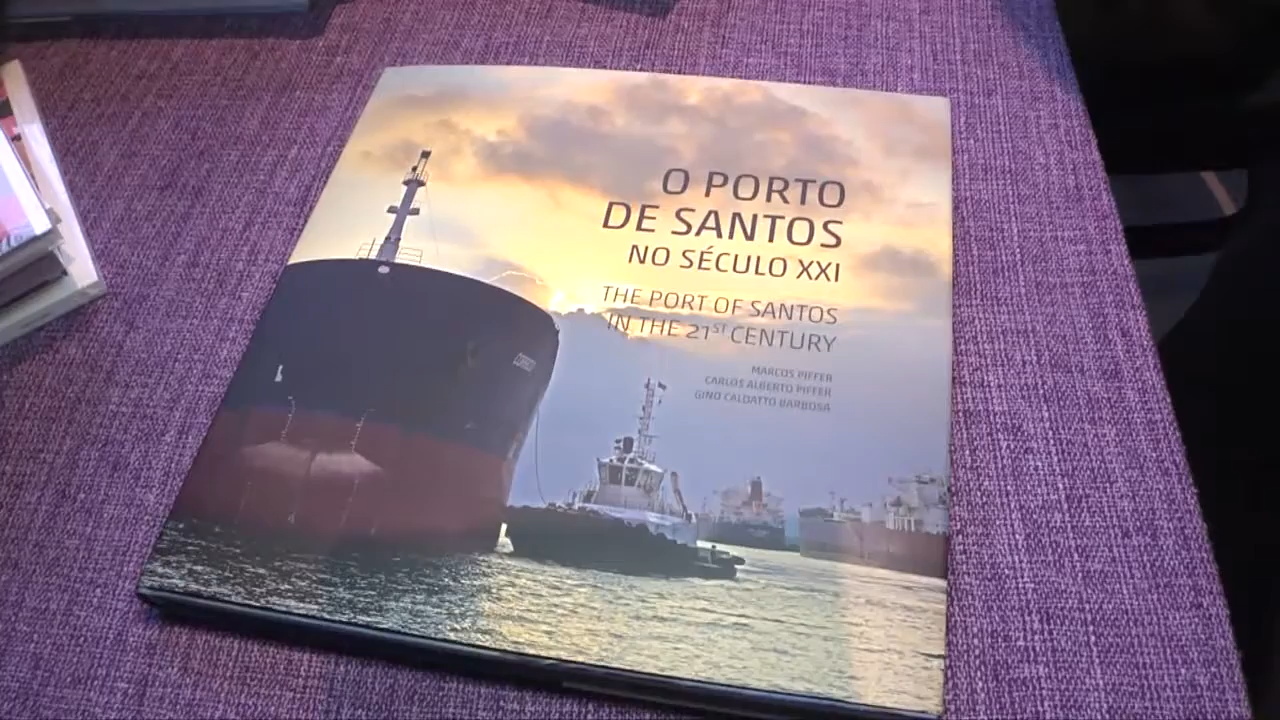 O PORTO
DE SANTOS
NO SÉCULO XXI
THE PORT OF SANTOS
IN THE 21ST CENTURY
MARCOS PIFFER
CARLOS ALBERTO PIFFER
GINO CALDATTO BARBOSA